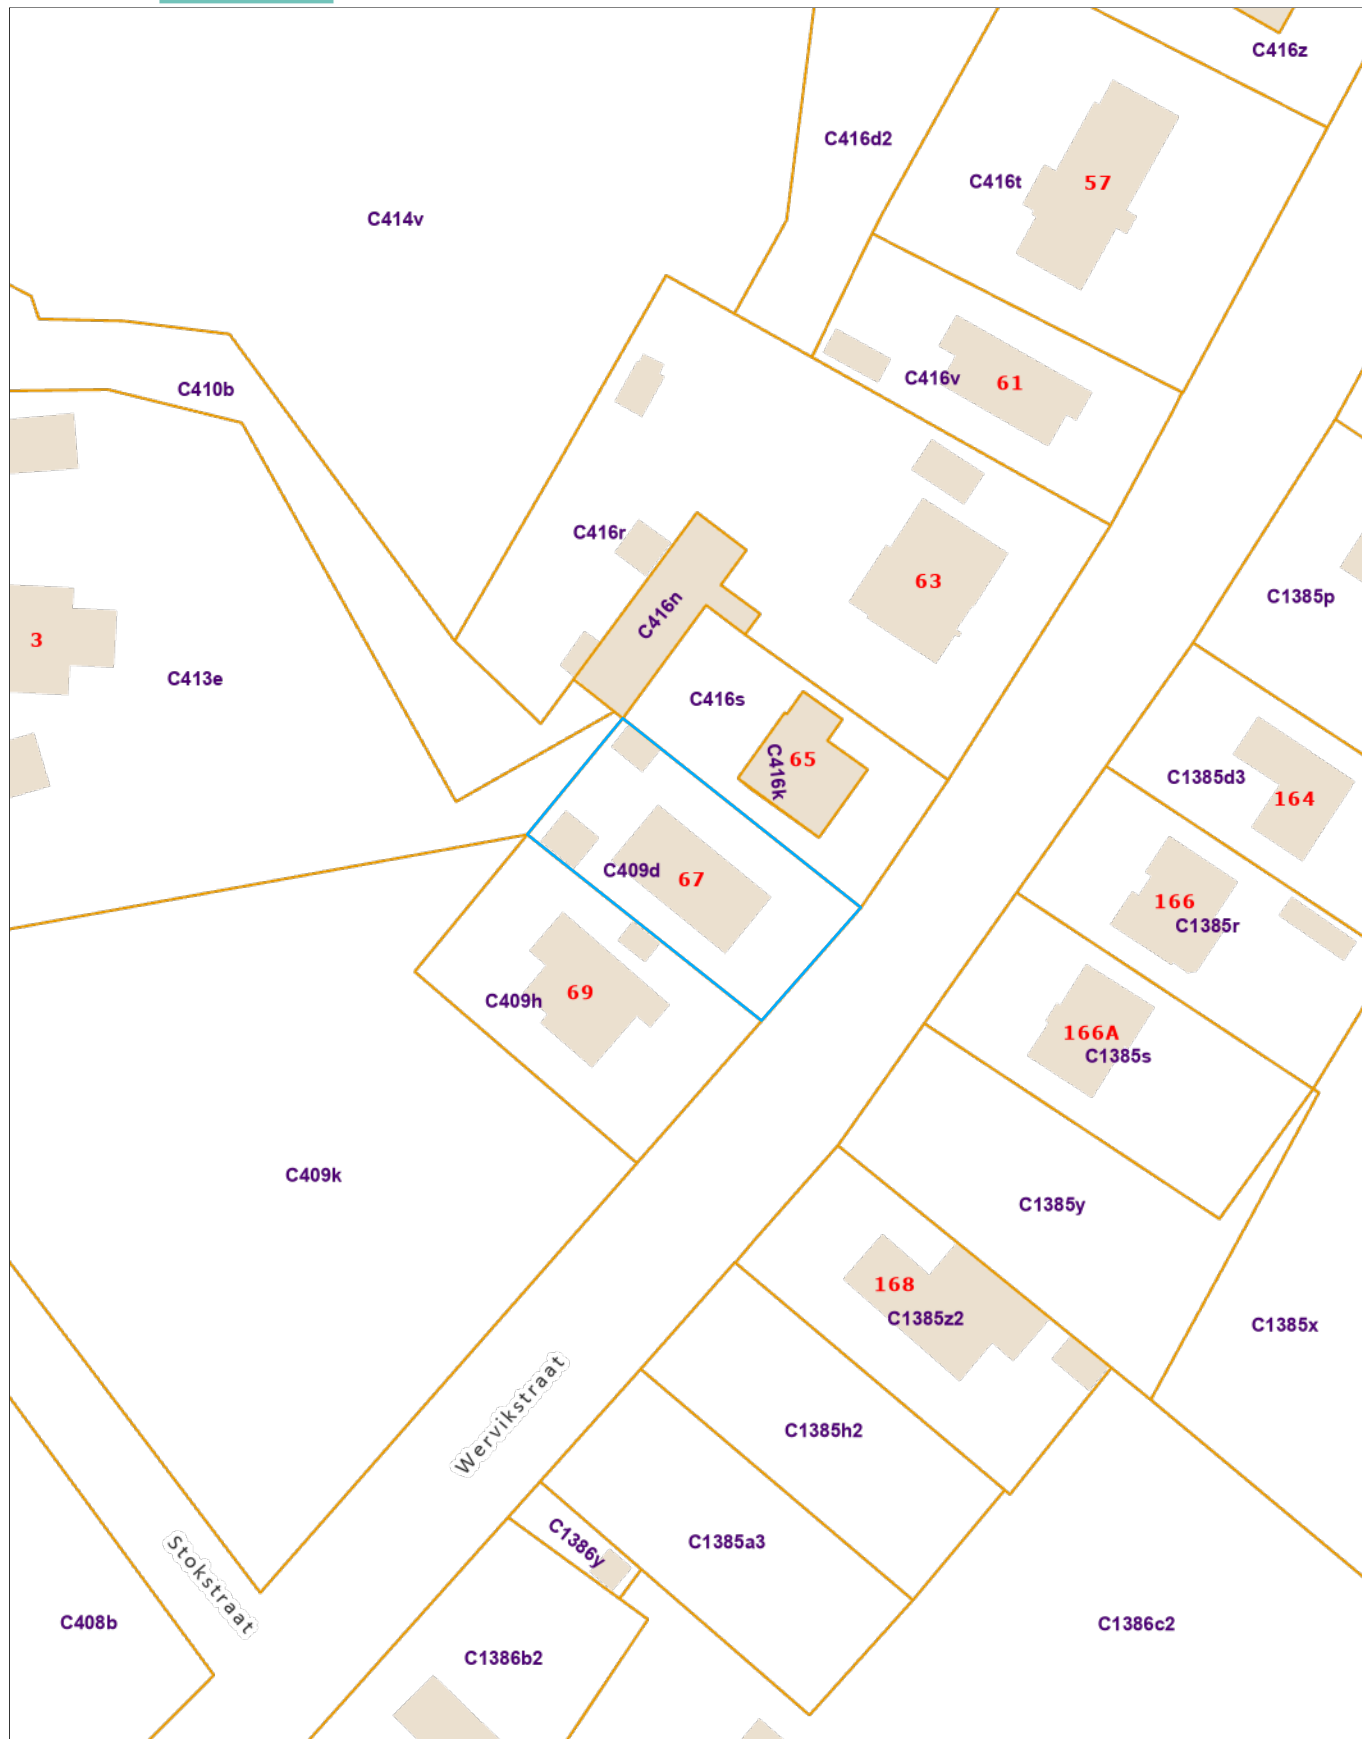 C416z
C416d2
C416t
57
C414v
C410b
C416v
61
C416r
63
C1385p
C416n
3
C413e
C416s
C416k
65
C1385d3
164
C409d
67
166
C1385r
C409h
69
166A
C1385s
C409k
C1385y
168
C1385z2
C1385x
Wervikstraat
C1385h2
C1386y
C1385a3
Stokstraat
C408b
C1386c2
C1386b2